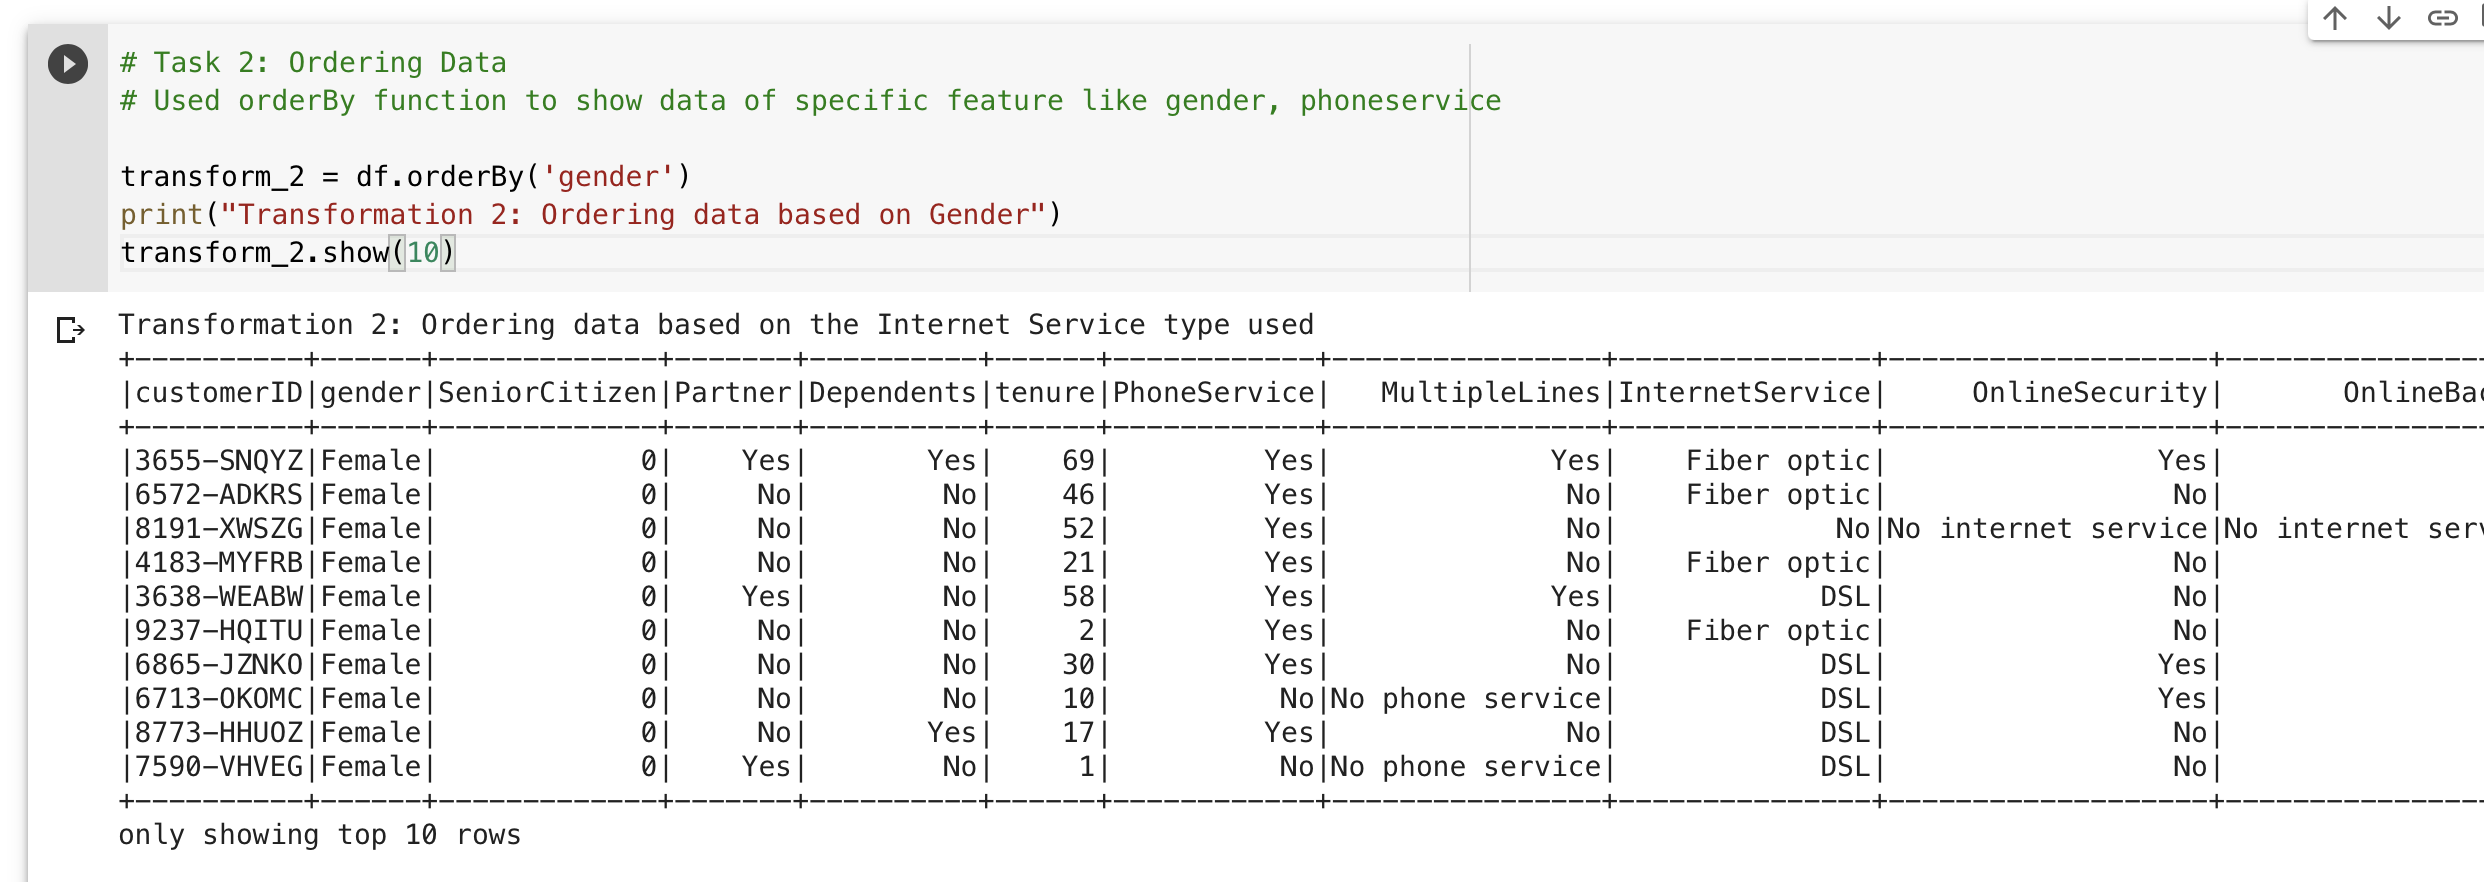 # Task 2: Ordering Data
# Used orderBy function to show data of specific feature like gender, phoneservice
transform_2 = df.orderBy('gender')
print("Transformation 2: Ordering data based on Gender")
transform_2.show(10)
Transformation 2: Ordering data based on the Internet Service type used
+----------+------+-------------+-------+----------+------+------------+----------------+---------------+-------------------+----------------
|customerID|gender|SeniorCitizen|Partner|Dependents|tenure|PhoneService|   MultipleLines|InternetService|     OnlineSecurity|       OnlineBac
+----------+------+-------------+-------+----------+------+------------+----------------+---------------+-------------------+----------------
|3655-SNQYZ|Female|            0|    Yes|       Yes|    69|         Yes|             Yes|    Fiber optic|                Yes|
|6572-ADKRS|Female|            0|     No|        No|    46|         Yes|              No|    Fiber optic|                 No|
|8191-XWSZG|Female|            0|     No|        No|    52|         Yes|              No|             No|No internet service|No internet serv
|4183-MYFRB|Female|            0|     No|        No|    21|         Yes|              No|    Fiber optic|                 No|
|3638-WEABW|Female|            0|    Yes|        No|    58|         Yes|             Yes|            DSL|                 No|
|9237-HQITU|Female|            0|     No|        No|     2|         Yes|              No|    Fiber optic|                 No|
|6865-JZNKO|Female|            0|     No|        No|    30|         Yes|              No|            DSL|                Yes|
|6713-OKOMC|Female|            0|     No|        No|    10|          No|No phone service|            DSL|                Yes|
|8773-HHUOZ|Female|            0|     No|       Yes|    17|         Yes|              No|            DSL|                 No|
|7590-VHVEG|Female|            0|    Yes|        No|     1|          No|No phone service|            DSL|                 No|
+----------+------+-------------+-------+----------+------+------------+----------------+---------------+-------------------+----------------
only showing top 10 rows